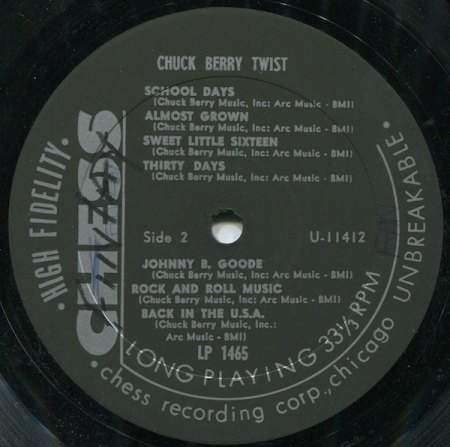 CHUCK BERRY TWIST
SCHOOL DAYS
(Chuck Berry Music, Inc: Arc Music - BMI)
ALMOST GROWN
(Chuck Berry Music, Inc: Arc Music - BMI)
SWEET LITTLE SIXTEEN
(Chuck Berry Music, Inc: Arc Music - BMI)
THIRTY DAYS
(Chuck Berry Music, Inc: Arc Music - BMI)
Side 2
U-11412
JOHNNY B. GOODE
(Chuck Berry Music, Inc: Arc Music - BMI)
ROCK AND ROLL MUSIC
(Chuck Berry Music, Inc: Arc Music - BMI)
BACK IN THE U.S.A.
(Chuck Berry Music, Inc.:
Arc Music - BMI)
LP 1465
CHESS
• HIGH FIDELITY •
LONG PLAYING 33⅓ RPM
• chess recording corp., chicago
UNBREAKABLE •